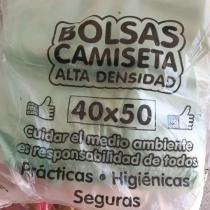 BOLSAS
CAMISETA
ALTA DENSIDAD
40x50
Cuidar el medio ambiente
es responsabilidad de todos
Prácticas • Higiénicas
Seguras